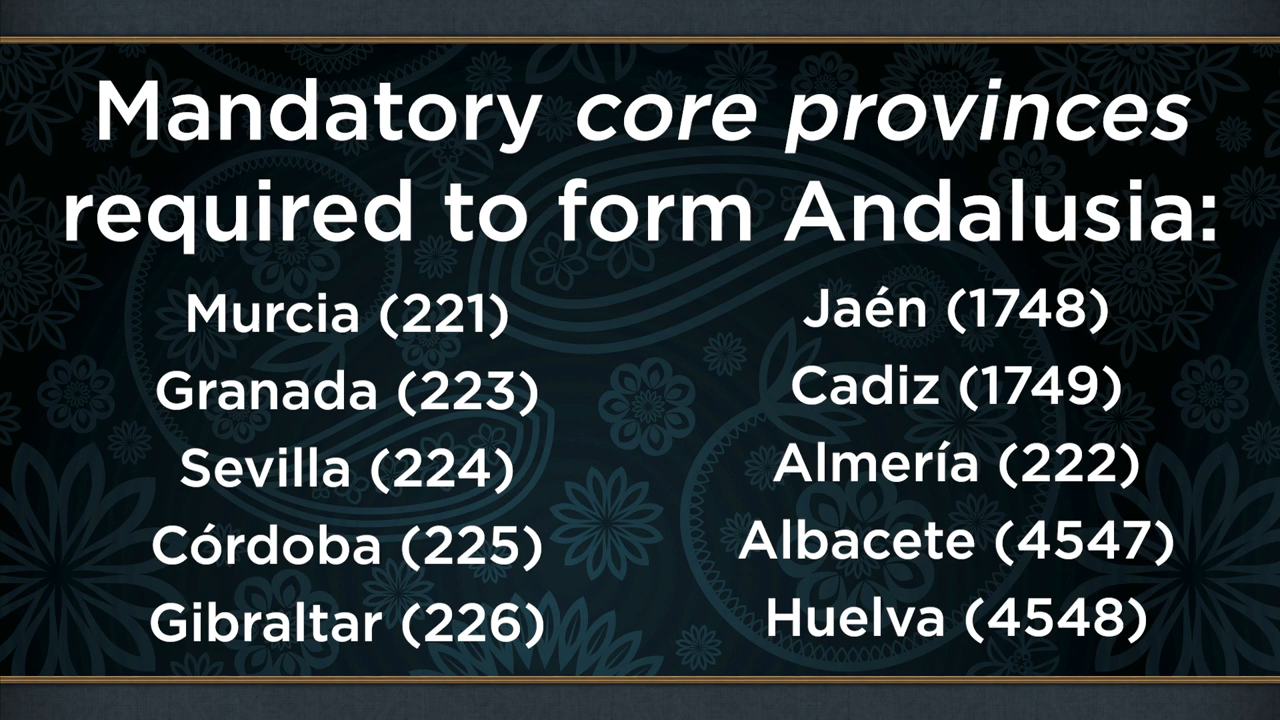 Mandatory core provinces
required to form Andalusia:
Murcia (221)
Granada (223)
Sevilla (224)
Córdoba (225)
Gibraltar (226)
Jaén (1748)
Cadiz (1749)
Almería (222)
Albacete (4547)
Huelva (4548)